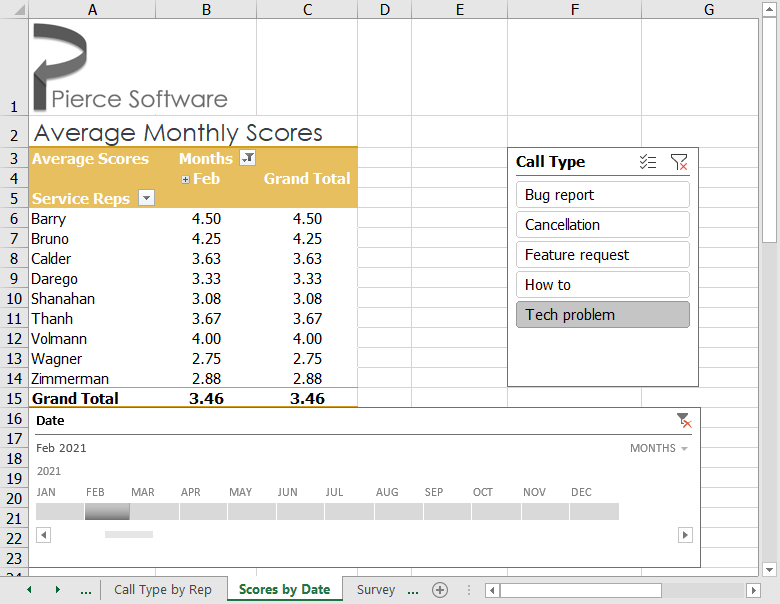 A B C D E F G
1 Pierce Software
2 Average Monthly Scores
3 Average Scores Months
4 Feb Grand Total
5 Service Reps
6 Barry 4.50 4.50
7 Bruno 4.25 4.25
8 Calder 3.63 3.63
9 Darego 3.33 3.33
10 Shanahan 3.08 3.08
11 Thanh 3.67 3.67
12 Volmann 4.00 4.00
13 Wagner 2.75 2.75
14 Zimmerman 2.88 2.88
15 Grand Total 3.46 3.46
Call Type
Bug report
Cancellation
Feature request
How to
Tech problem
16 Date
17
18 Feb 2021 MONTHS
19 2021
20 JAN FEB MAR APR MAY JUN JUL AUG SEP OCT NOV DEC
21
22
23
24
... Call Type by Rep Scores by Date Survey ...